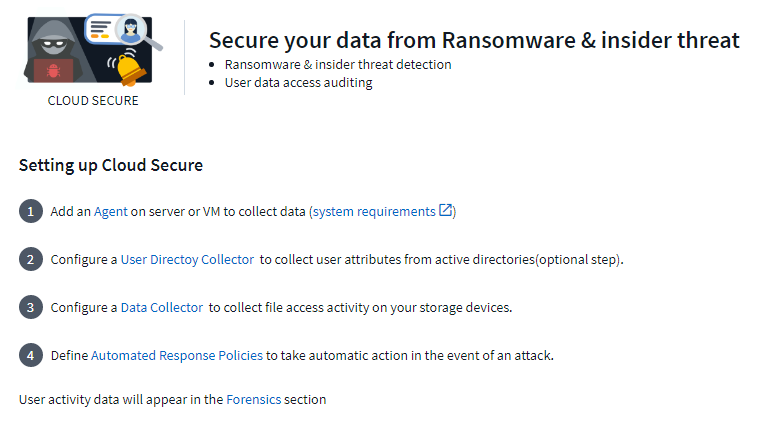 Secure your data from Ransomware & insider threat
Ransomware & insider threat detection
User data access auditing
CLOUD SECURE
Setting up Cloud Secure
1 Add an Agent on server or VM to collect data (system requirements)
2 Configure a User Directoy Collector to collect user attributes from active directories(optional step).
3 Configure a Data Collector to collect file access activity on your storage devices.
4 Define Automated Response Policies to take automatic action in the event of an attack.
User activity data will appear in the Forensics section